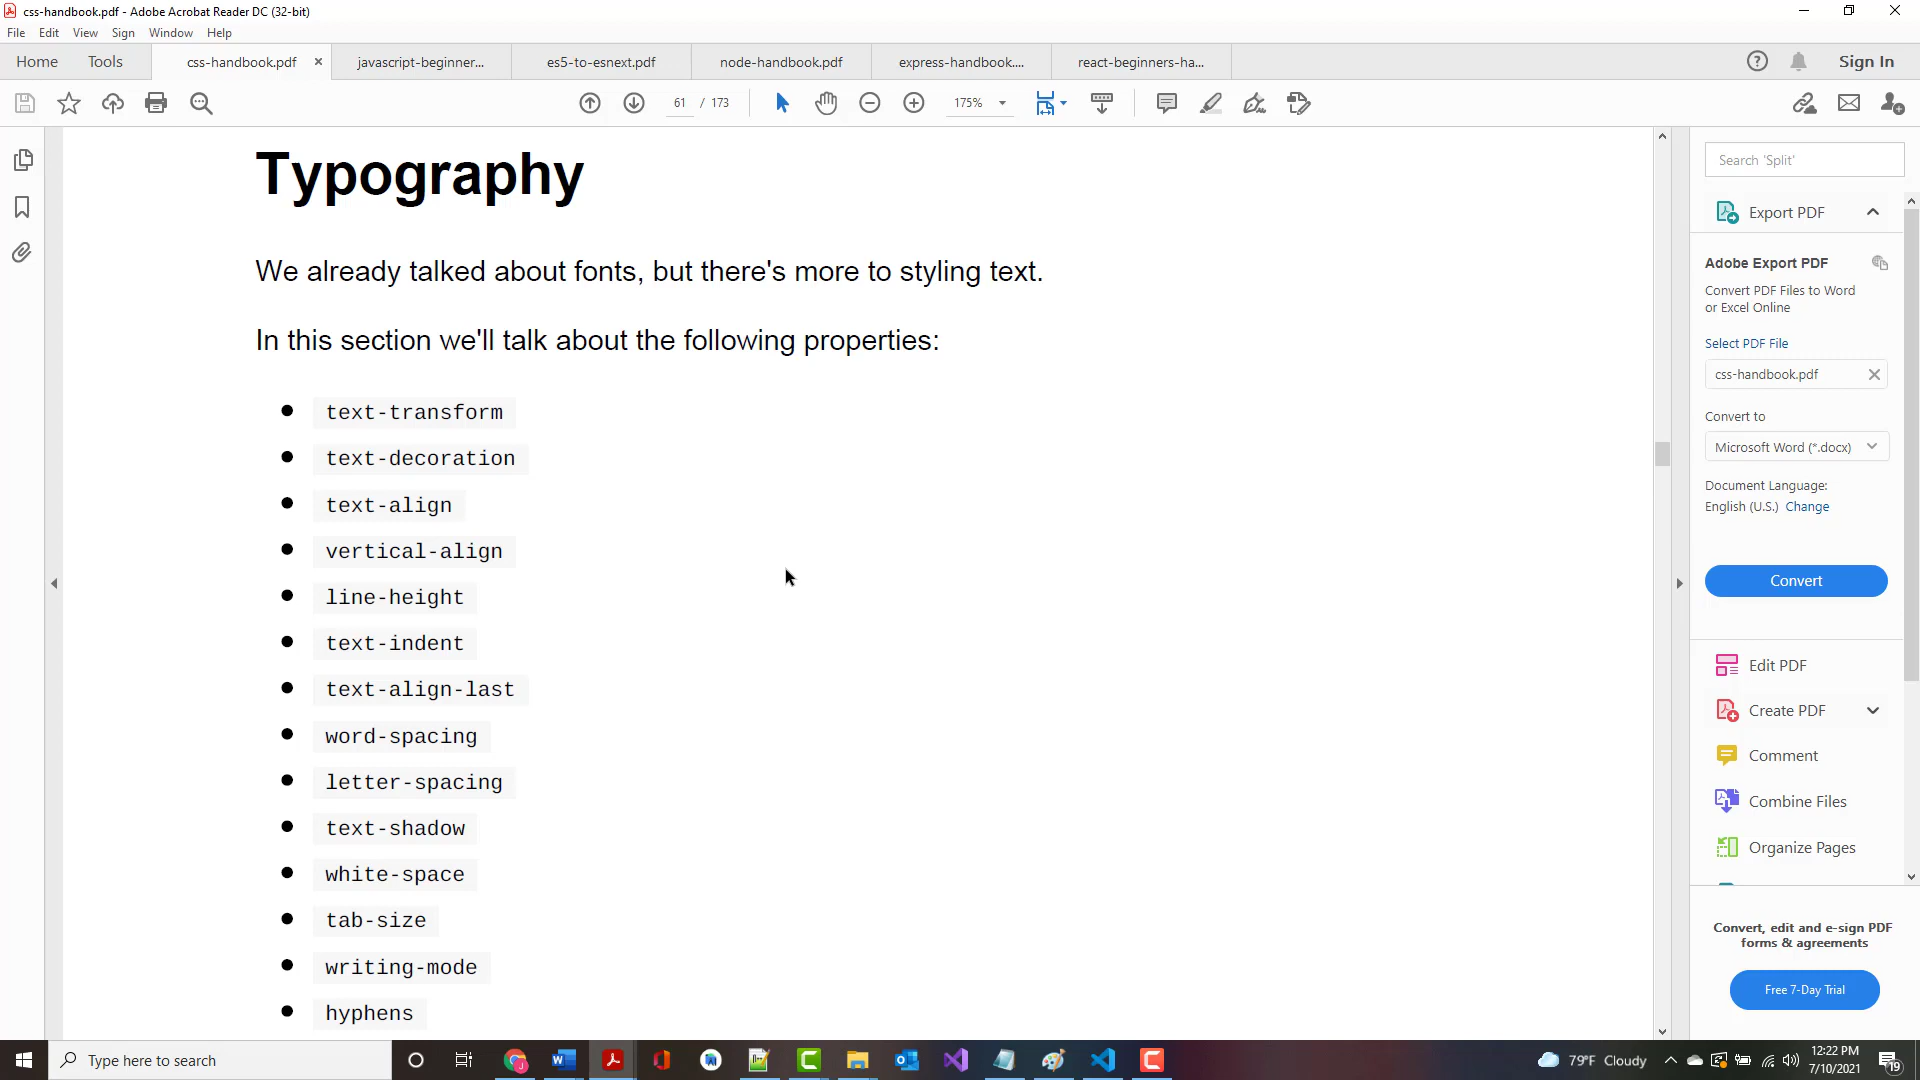 css-handbook.pdf - Adobe Acrobat Reader DC (32-bit)
File Edit View Sign Window Help
Home Tools css-handbook.pdf × javascript-beginner... es5-to-esnext.pdf node-handbook.pdf express-handbook.... react-beginners-ha... Sign In
61 / 173 175%
Typography
We already talked about fonts, but there's more to styling text.
In this section we'll talk about the following properties:
• text-transform
• text-decoration
• text-align
• vertical-align
• line-height
• text-indent
• text-align-last
• word-spacing
• letter-spacing
• text-shadow
• white-space
• tab-size
• writing-mode
• hyphens
Search 'Split'
Export PDF
Adobe Export PDF
Convert PDF Files to Word
or Excel Online
Select PDF File
css-handbook.pdf
Convert to
Microsoft Word (*.docx)
Document Language:
English (U.S.) Change
Convert
Edit PDF
Create PDF
Comment
Combine Files
Organize Pages
Convert, edit and e-sign PDF
forms & agreements
Free 7-Day Trial
Type here to search
79°F Cloudy
12:22 PM
7/10/2021
19